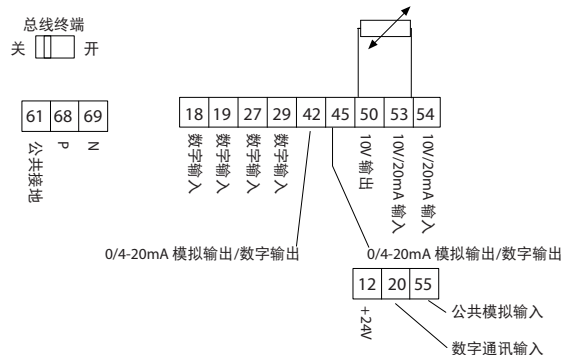 总线终端
关 开
61 68 69
公共接地
P
N
18 19 27 29 42 45 50 53 54
数字输入
数字输入
数字输入
数字输入
10V 输出
10V/20mA 输入
10V/20mA 输入
0/4-20mA 模拟输出/数字输出
0/4-20mA 模拟输出/数字输出
12 20 55
+24V
公共模拟输入
数字通讯输入